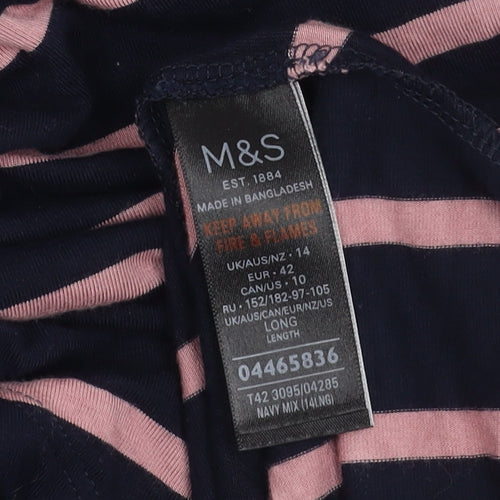 M&S
EST. 1884
MADE IN BANGLADESH
KEEP AWAY FROM
FIRE & FLAMES
UK/AUS/NZ · 14
EUR · 42
CAN/US · 10
RU · 152/182-97-105
UK/AUS/CAN/EUR/NZ/US
LONG
LENGTH
04465836
T42 3095/04285
NAVY MIX (14LNG)